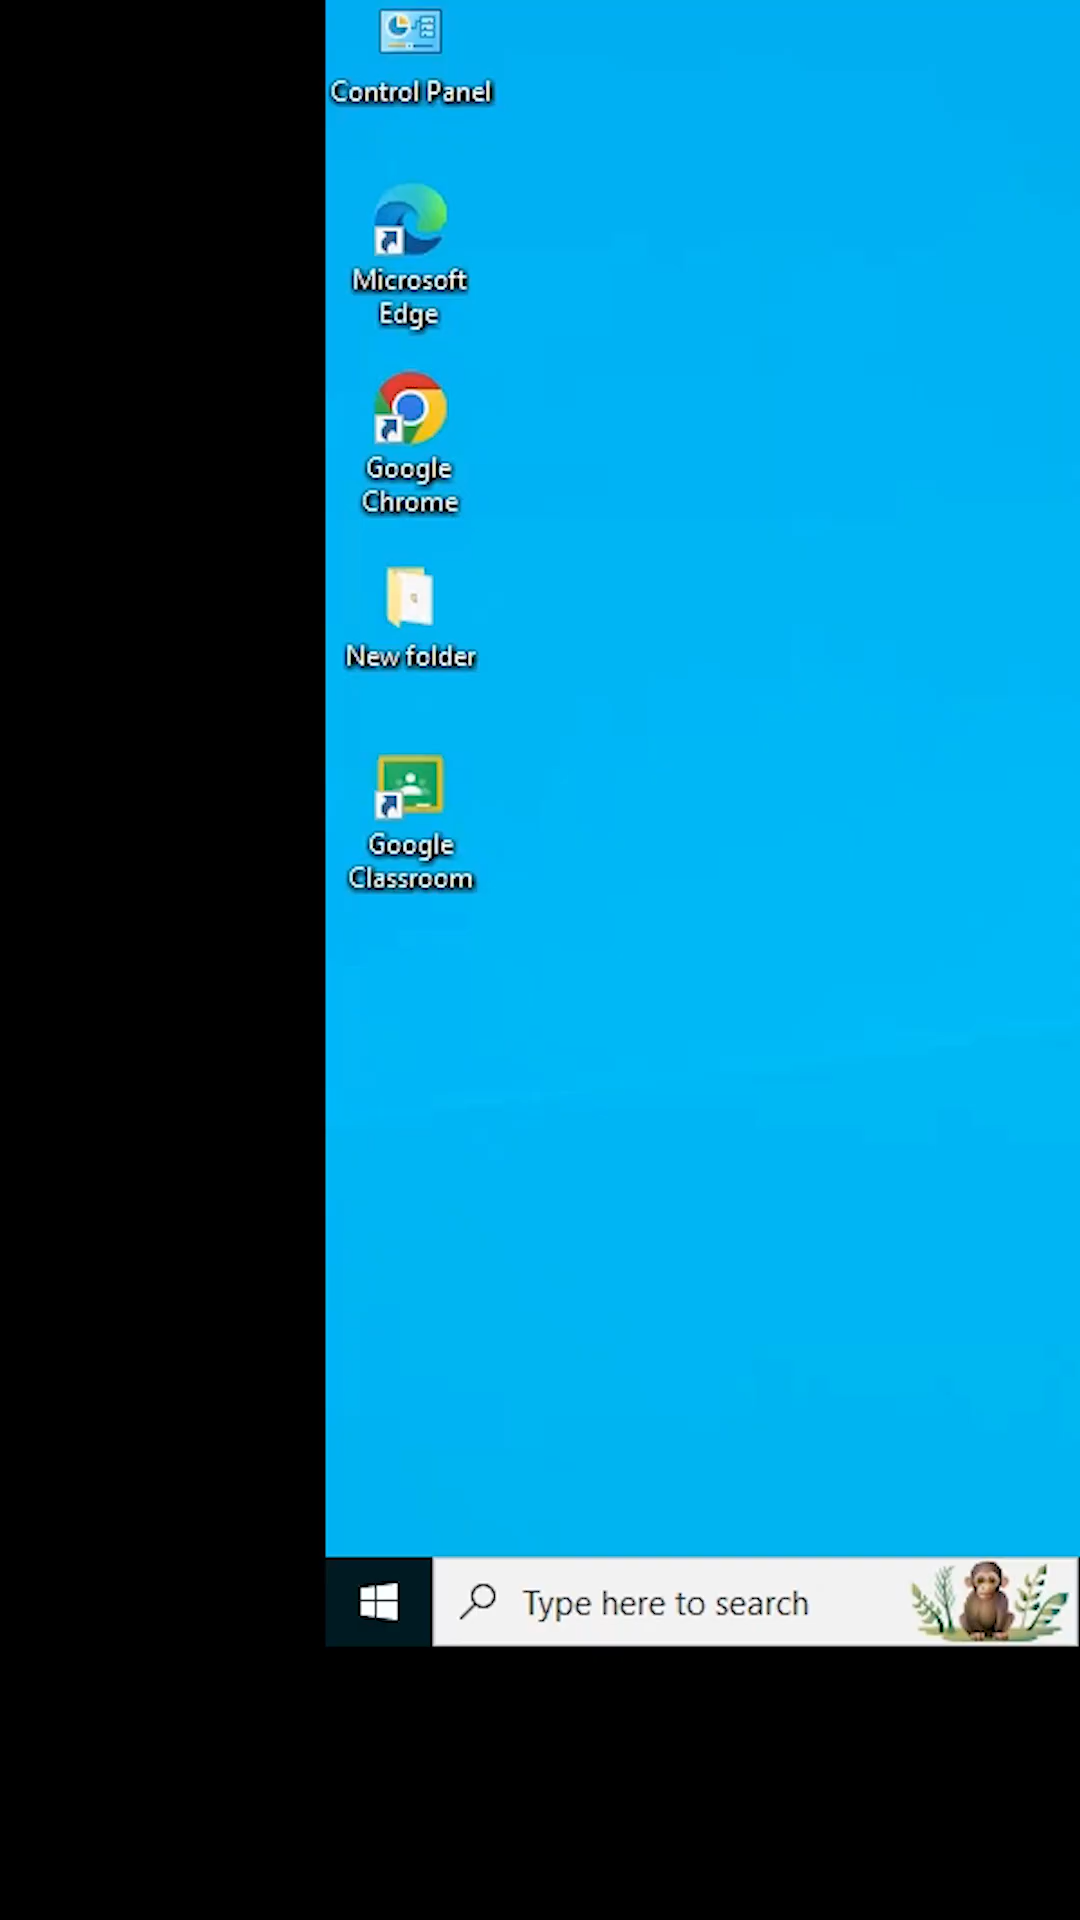 Control Panel
Microsoft
Edge
Google
Chrome
New folder
Google
Classroom
Type here to search